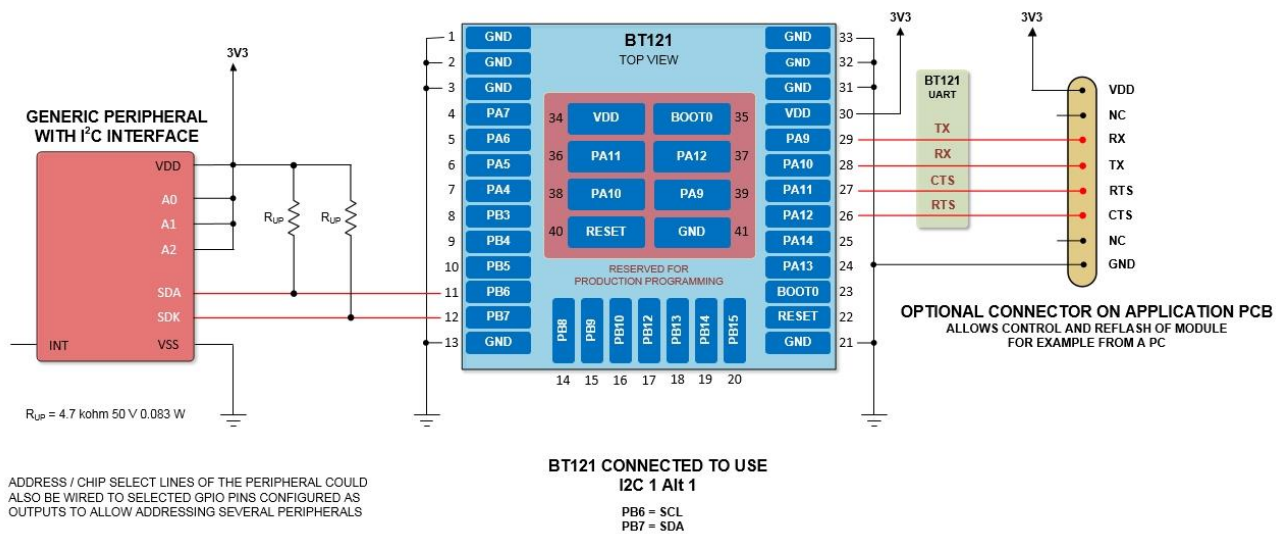 3V3
GENERIC PERIPHERAL
WITH I²C INTERFACE
VDD
A0
A1
A2
SDA
SDK
INT
VSS
R_UP
R_UP
R_UP = 4.7 kohm 50 V 0.083 W
ADDRESS / CHIP SELECT LINES OF THE PERIPHERAL COULD
ALSO BE WIRED TO SELECTED GPIO PINS CONFIGURED AS
OUTPUTS TO ALLOW ADDRESSING SEVERAL PERIPHERALS
BT121
TOP VIEW
1 GND
2 GND
3 GND
4 PA7
5 PA6
6 PA5
7 PA4
8 PB3
9 PB4
10 PB5
11 PB6
12 PB7
13 GND
34 VDD BOOT0 35
36 PA11 PA12 37
38 PA10 PA9 39
40 RESET GND 41
RESERVED FOR
PRODUCTION PROGRAMMING
PB8 PB9 PB10 PB12 PB13 PB14 PB15
14 15 16 17 18 19 20
GND 33
GND 32
GND 31
VDD 30
PA9 29
PA10 28
PA11 27
PA12 26
PA14 25
PA13 24
BOOT0 23
RESET 22
GND 21
BT121 CONNECTED TO USE
I2C 1 Alt 1
PB6 = SCL
PB7 = SDA
3V3
BT121
UART
TX
RX
CTS
RTS
3V3
VDD
NC
RX
TX
RTS
CTS
NC
GND
OPTIONAL CONNECTOR ON APPLICATION PCB
ALLOWS CONTROL AND REFLASH OF MODULE
FOR EXAMPLE FROM A PC